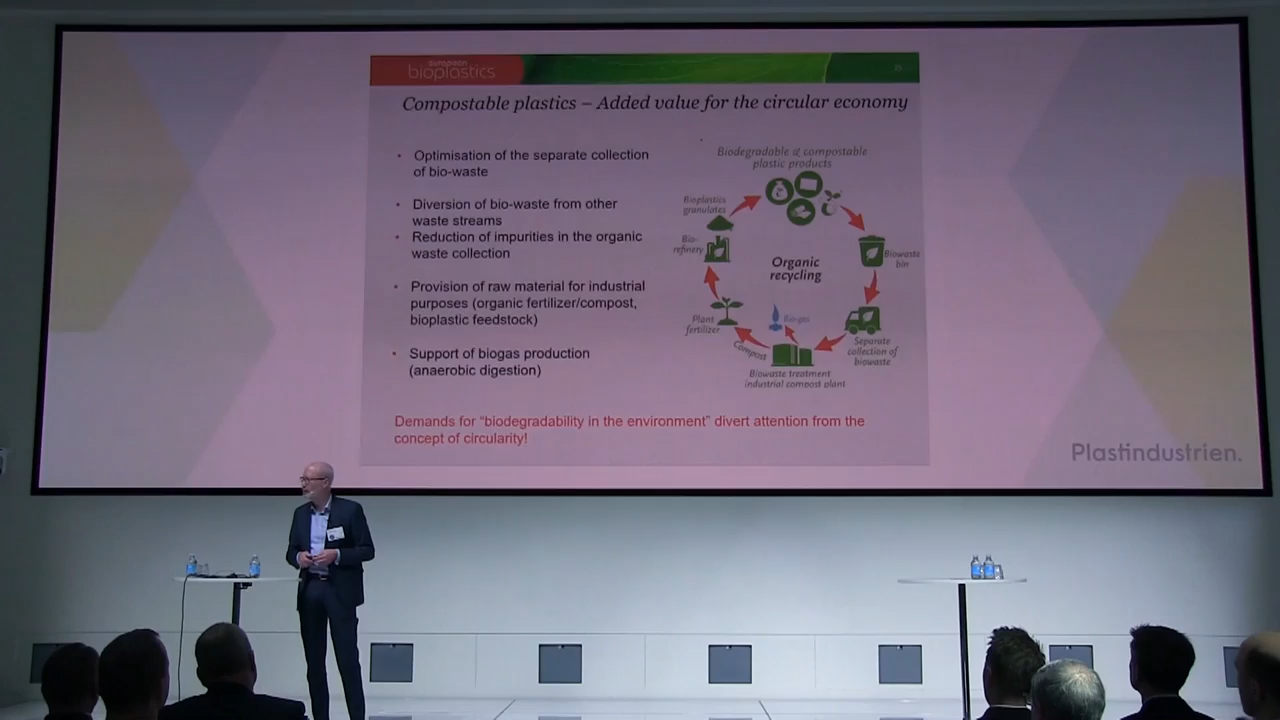 european
bioplastics
Compostable plastics – Added value for the circular economy
• Optimisation of the separate collection
of bio-waste
• Diversion of bio-waste from other
waste streams
• Reduction of impurities in the organic
waste collection
• Provision of raw material for industrial
purposes (organic fertilizer/compost,
bioplastic feedstock)
• Support of biogas production
(anaerobic digestion)
Biodegradable & compostable
plastic products
Bioplastics
granulates
Bio-
refinery
Biowaste
bin
Organic
recycling
Plant
fertilizer
Bio-gas
Compost
Separate
collection of
biowaste
Biowaste treatment
industrial compost plant
Demands for “biodegradability in the environment” divert attention from the
concept of circularity!
Plastindustrien.